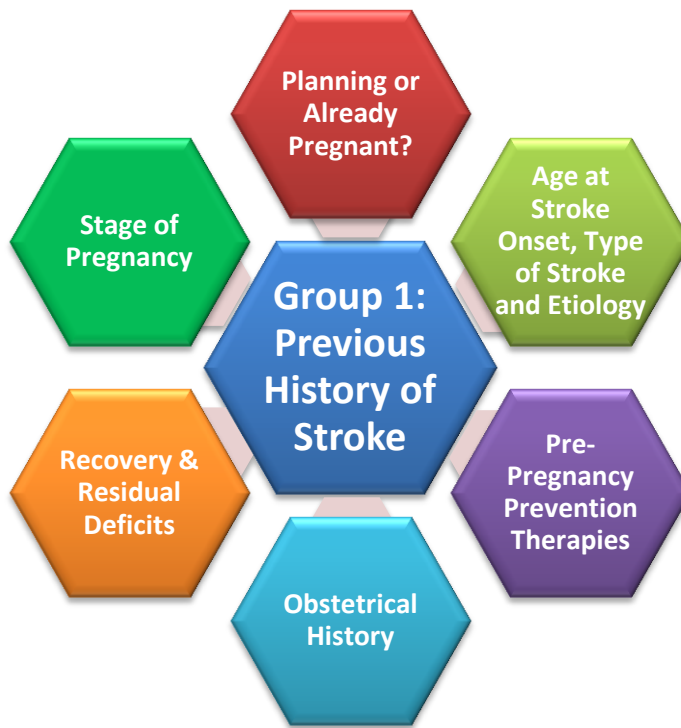 Planning or
Already
Pregnant?
Age at
Stroke
Onset, Type
of Stroke
and Etiology
Stage of
Pregnancy
Group 1:
Previous
History of
Stroke
Recovery &
Residual
Deficits
Pre-
Pregnancy
Prevention
Therapies
Obstetrical
History